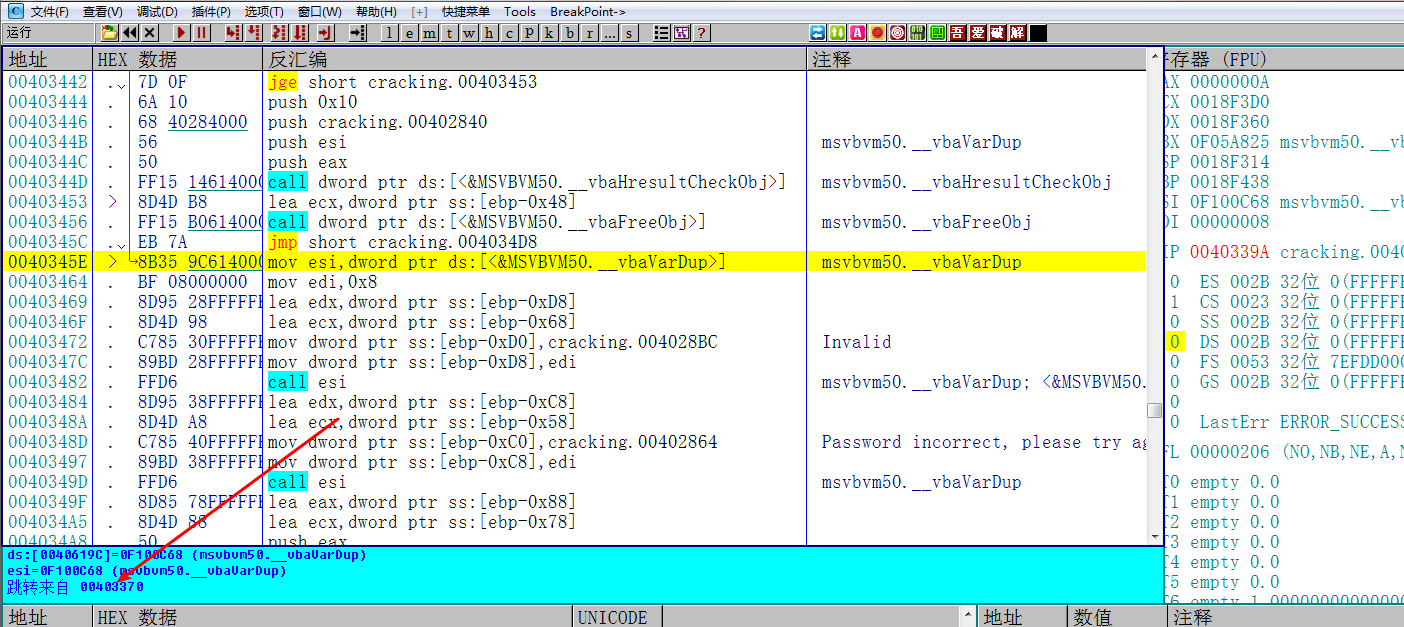 文件(F) 查看(V) 调试(D) 插件(P) 选项(T) 窗口(W) 帮助(H) [+] 快捷菜单 Tools BreakPoint->
运行 l e m t w h c p k b r ... s ? A 吾 爱 破 解
地址 HEX 数据 反汇编 注释 寄存器 (FPU)
00403442 . 7D 0F jge short cracking.00403453
00403444 . 6A 10 push 0x10
00403446 . 68 40284000 push cracking.00402840
0040344B . 56 push esi msvbvm50.__vbaVarDup
0040344C . 50 push eax
0040344D . FF15 14614000 call dword ptr ds:[<&MSVBVM50.__vbaHresultCheckObj>] msvbvm50.__vbaHresultCheckObj
00403453 > 8D4D B8 lea ecx,dword ptr ss:[ebp-0x48]
00403456 . FF15 B0614000 call dword ptr ds:[<&MSVBVM50.__vbaFreeObj>] msvbvm50.__vbaFreeObj
0040345C . EB 7A jmp short cracking.004034D8
0040345E > 8B35 9C614000 mov esi,dword ptr ds:[<&MSVBVM50.__vbaVarDup>] msvbvm50.__vbaVarDup
00403464 . BF 08000000 mov edi,0x8
00403469 . 8D95 28FFFFFF lea edx,dword ptr ss:[ebp-0xD8]
0040346F . 8D4D 98 lea ecx,dword ptr ss:[ebp-0x68]
00403472 . C785 30FFFFFF mov dword ptr ss:[ebp-0xD0],cracking.004028BC Invalid
0040347C . 89BD 28FFFFFF mov dword ptr ss:[ebp-0xD8],edi
00403482 . FFD6 call esi msvbvm50.__vbaVarDup; <&MSVBVM50.
00403484 . 8D95 38FFFFFF lea edx,dword ptr ss:[ebp-0xC8]
0040348A . 8D4D A8 lea ecx,dword ptr ss:[ebp-0x58]
0040348D . C785 40FFFFFF mov dword ptr ss:[ebp-0xC0],cracking.00402864 Password incorrect, please try ag
00403497 . 89BD 38FFFFFF mov dword ptr ss:[ebp-0xC8],edi
0040349D . FFD6 call esi msvbvm50.__vbaVarDup
0040349F . 8D85 78FFFFFF lea eax,dword ptr ss:[ebp-0x88]
004034A5 . 8D4D 88 lea ecx,dword ptr ss:[ebp-0x78]
004034A8 . 50 push eax
AX 0000000A
CX 0018F3D0
DX 0018F360
BX 0F05A825 msvbvm50.__vb
SP 0018F314
BP 0018F438
SI 0F100C68 msvbvm50.__vb
DI 00000008
IP 0040339A cracking.0040
0 ES 002B 32位 0(FFFFFF
1 CS 0023 32位 0(FFFFFF
0 SS 002B 32位 0(FFFFFF
0 DS 002B 32位 0(FFFFFF
0 FS 0053 32位 7EFDD000
0 GS 002B 32位 0(FFFFFF
0
0 LastErr ERROR_SUCCESS
FL 00000206 (NO,NB,NE,A,N
T0 empty 0.0
T1 empty 0.0
T2 empty 0.0
T3 empty 0.0
T4 empty 0.0
T5 empty 0.0
T6 empty 1.0000000000000
ds:[0040619C]=0F100C68 (msvbvm50.__vbaVarDup)
esi=0F100C68 (msvbvm50.__vbaVarDup)
跳转来自 00403370
地址 HEX 数据 UNICODE 地址 数值 注释